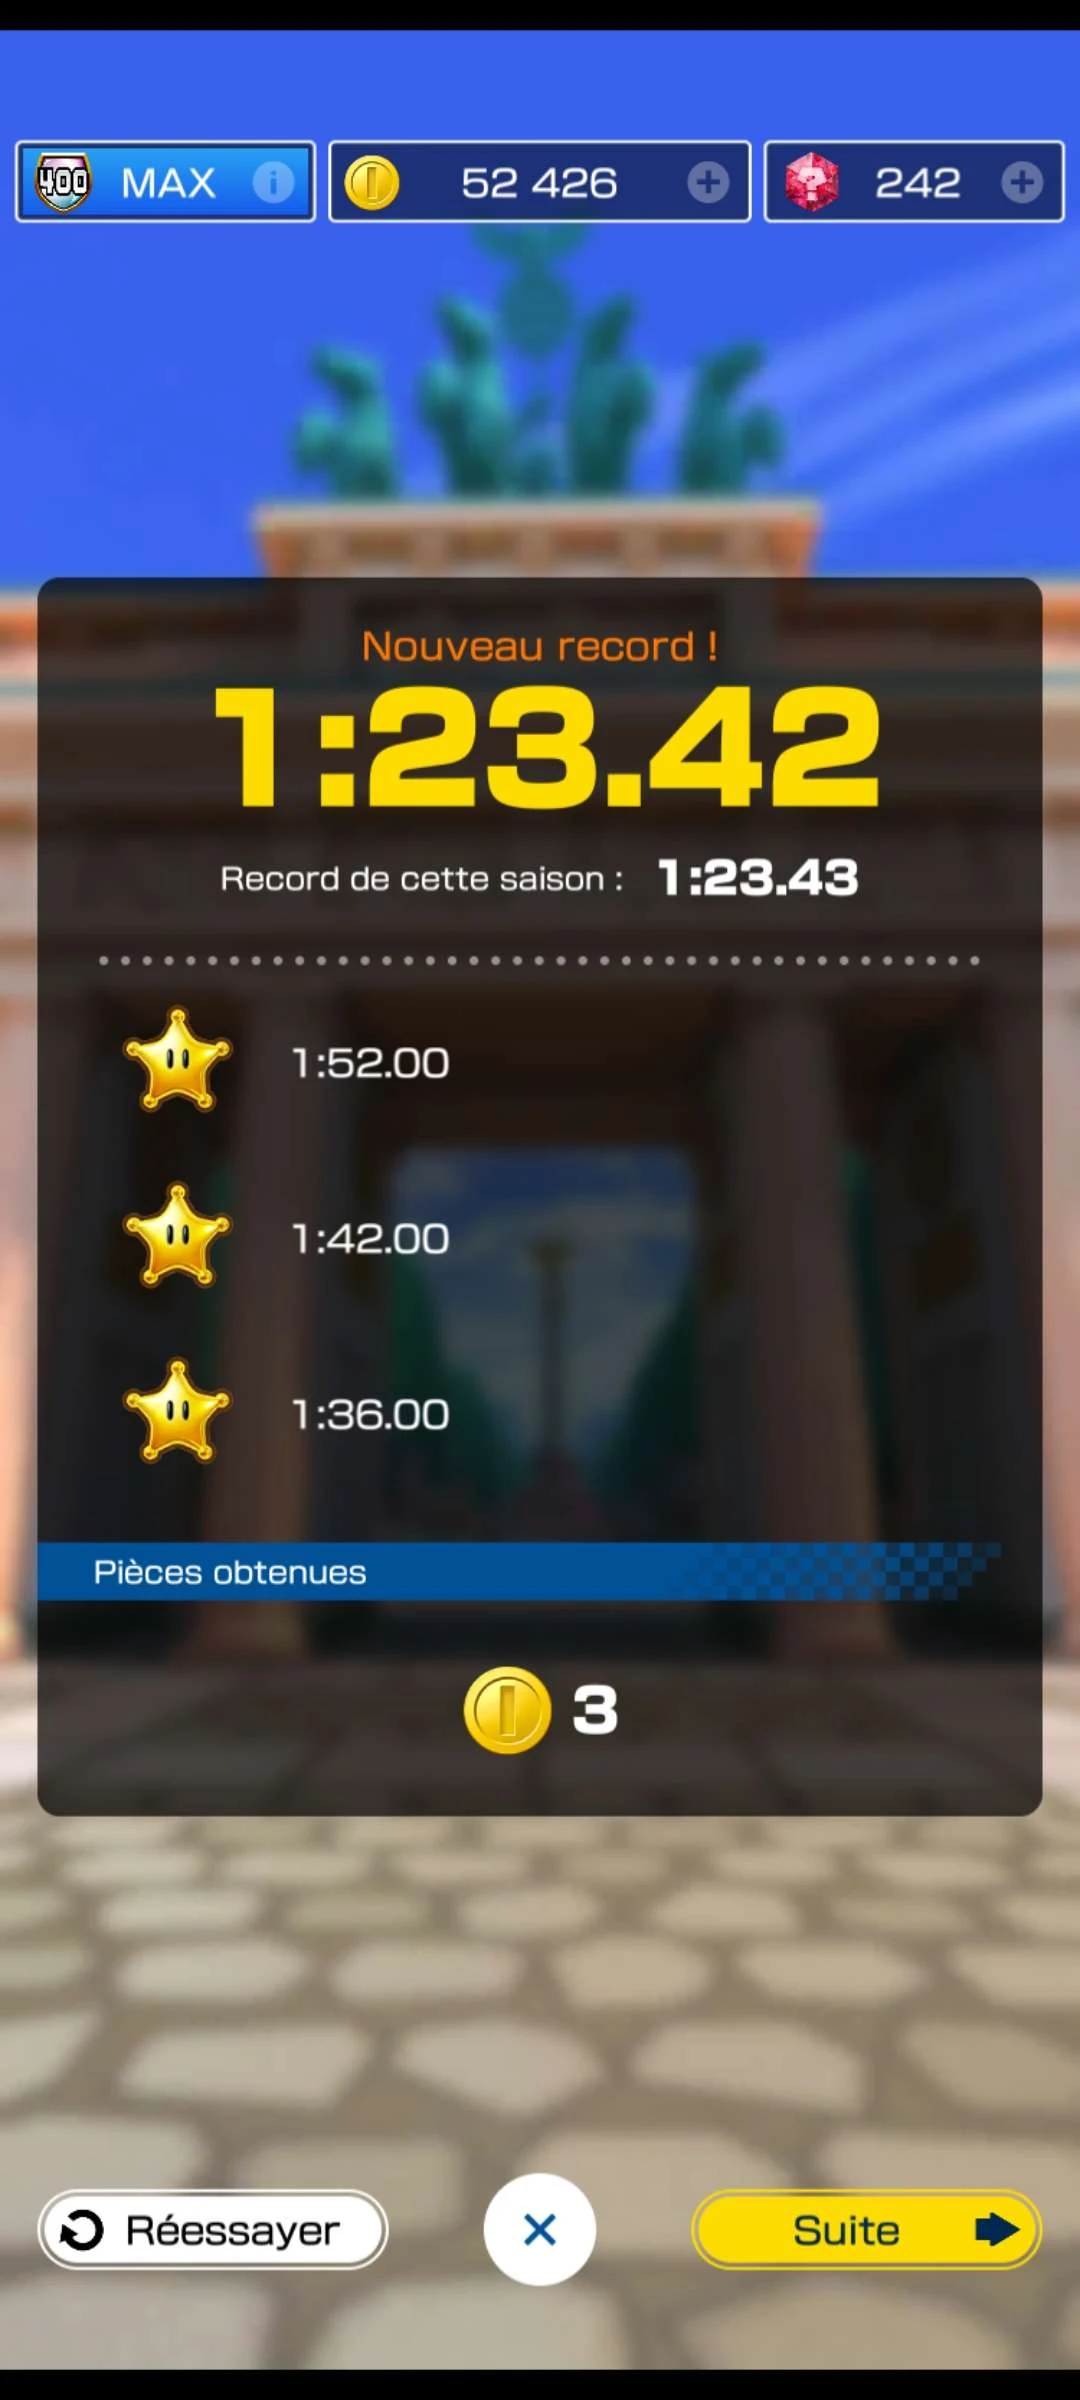 400 MAX i 52 426 + 242 +
Nouveau record !
1:23.42
Record de cette saison : 1:23.43
1:52.00
1:42.00
1:36.00
Pièces obtenues
3
Réessayer × Suite